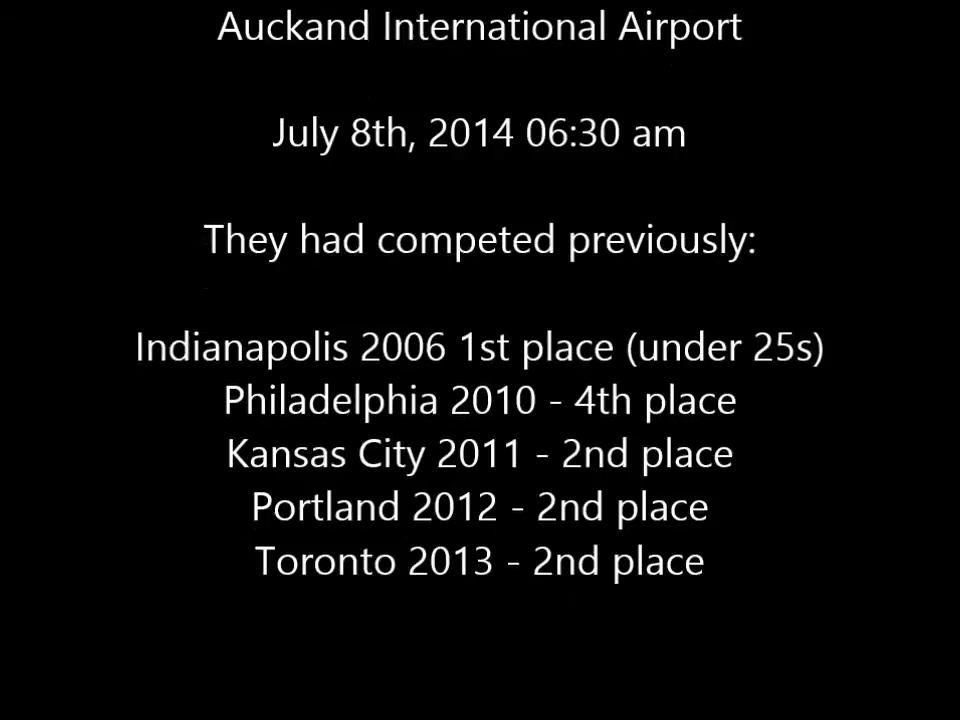 Auckand International Airport
July 8th, 2014 06:30 am
They had competed previously:
Indianapolis 2006 1st place (under 25s)
Philadelphia 2010 - 4th place
Kansas City 2011 - 2nd place
Portland 2012 - 2nd place
Toronto 2013 - 2nd place